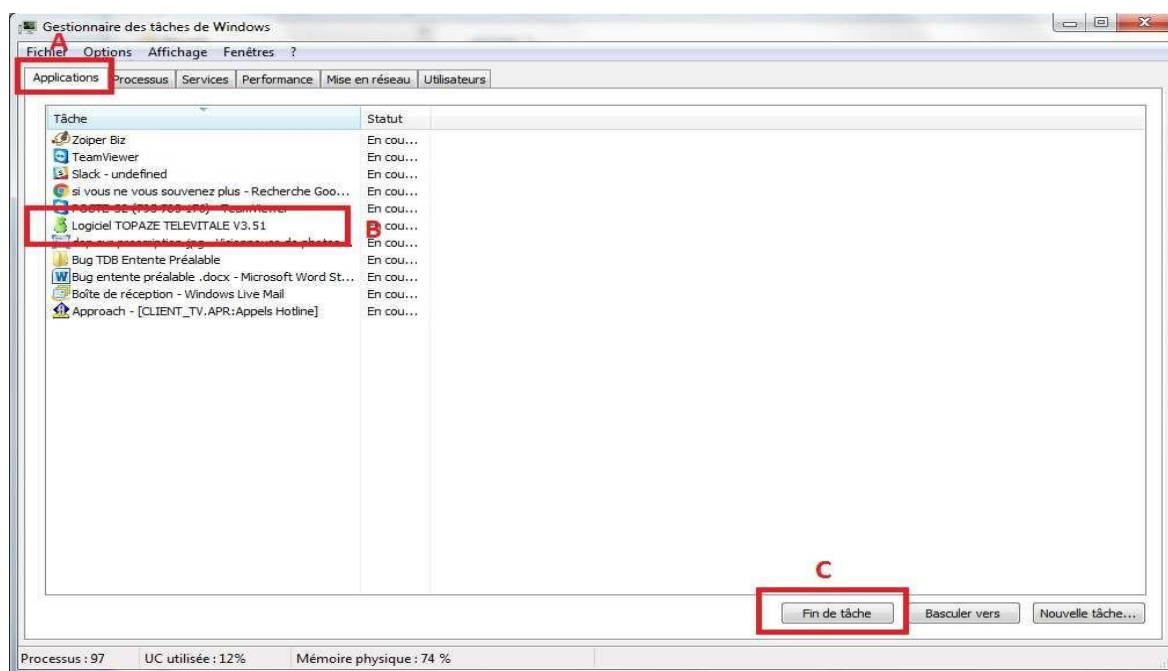 Gestionnaire des tâches de Windows
A
Fichier Options Affichage Fenêtres ?
Applications Processus Services Performance Mise en réseau Utilisateurs
Tâche Statut
Zoiper Biz En cou...
TeamViewer En cou...
Slack - undefined En cou...
si vous ne vous souvenez plus - Recherche Goo... En cou...
TeamViewer En cou...
Logiciel TOPAZE TELEVITALE V3.51 B cou...
En cou...
Bug TDB Entente Préalable En cou...
Bug entente préalable .docx - Microsoft Word St... En cou...
Boîte de réception - Windows Live Mail En cou...
Approach - [CLIENT_TV.APR:Appels Hotline] En cou...
C
Fin de tâche Basculer vers Nouvelle tâche...
Processus : 97 UC utilisée : 12% Mémoire physique : 74 %